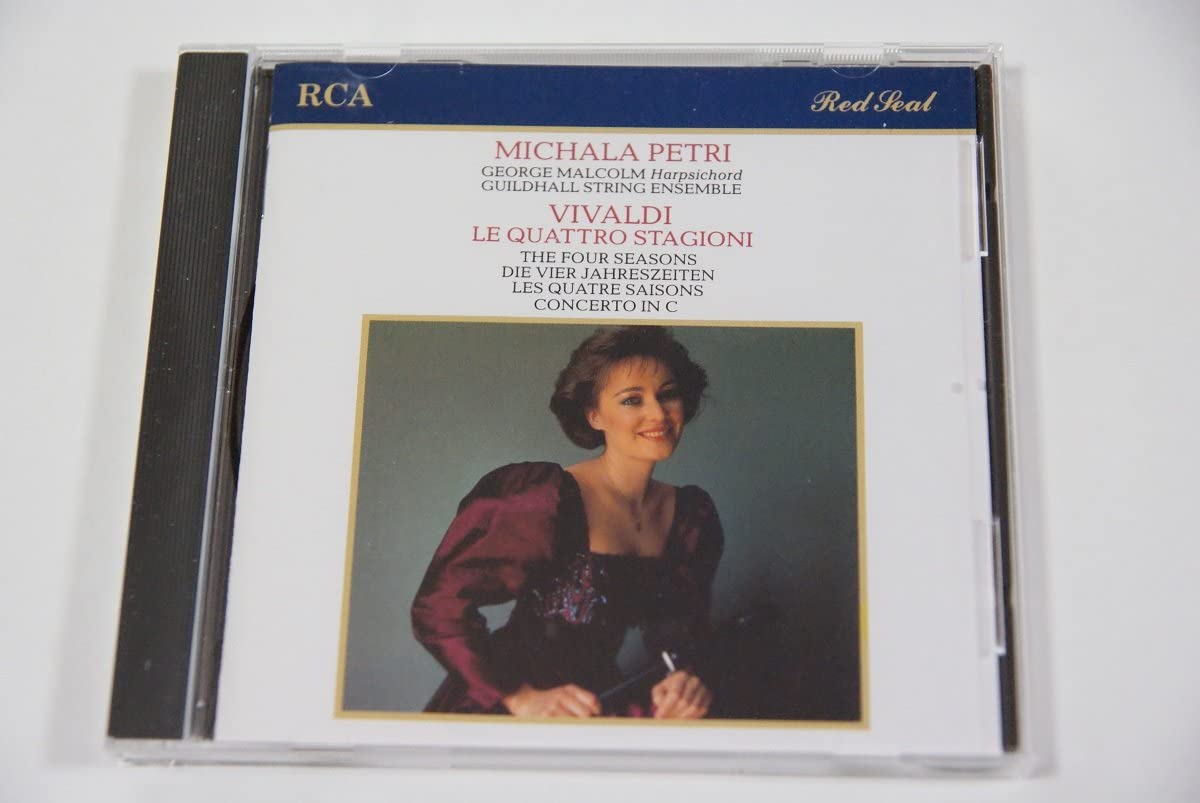 RCA
Red Seal
MICHALA PETRI
GEORGE MALCOLM Harpsichord
GUILDHALL STRING ENSEMBLE
VIVALDI
LE QUATTRO STAGIONI
THE FOUR SEASONS
DIE VIER JAHRESZEITEN
LES QUATRE SAISONS
CONCERTO IN C